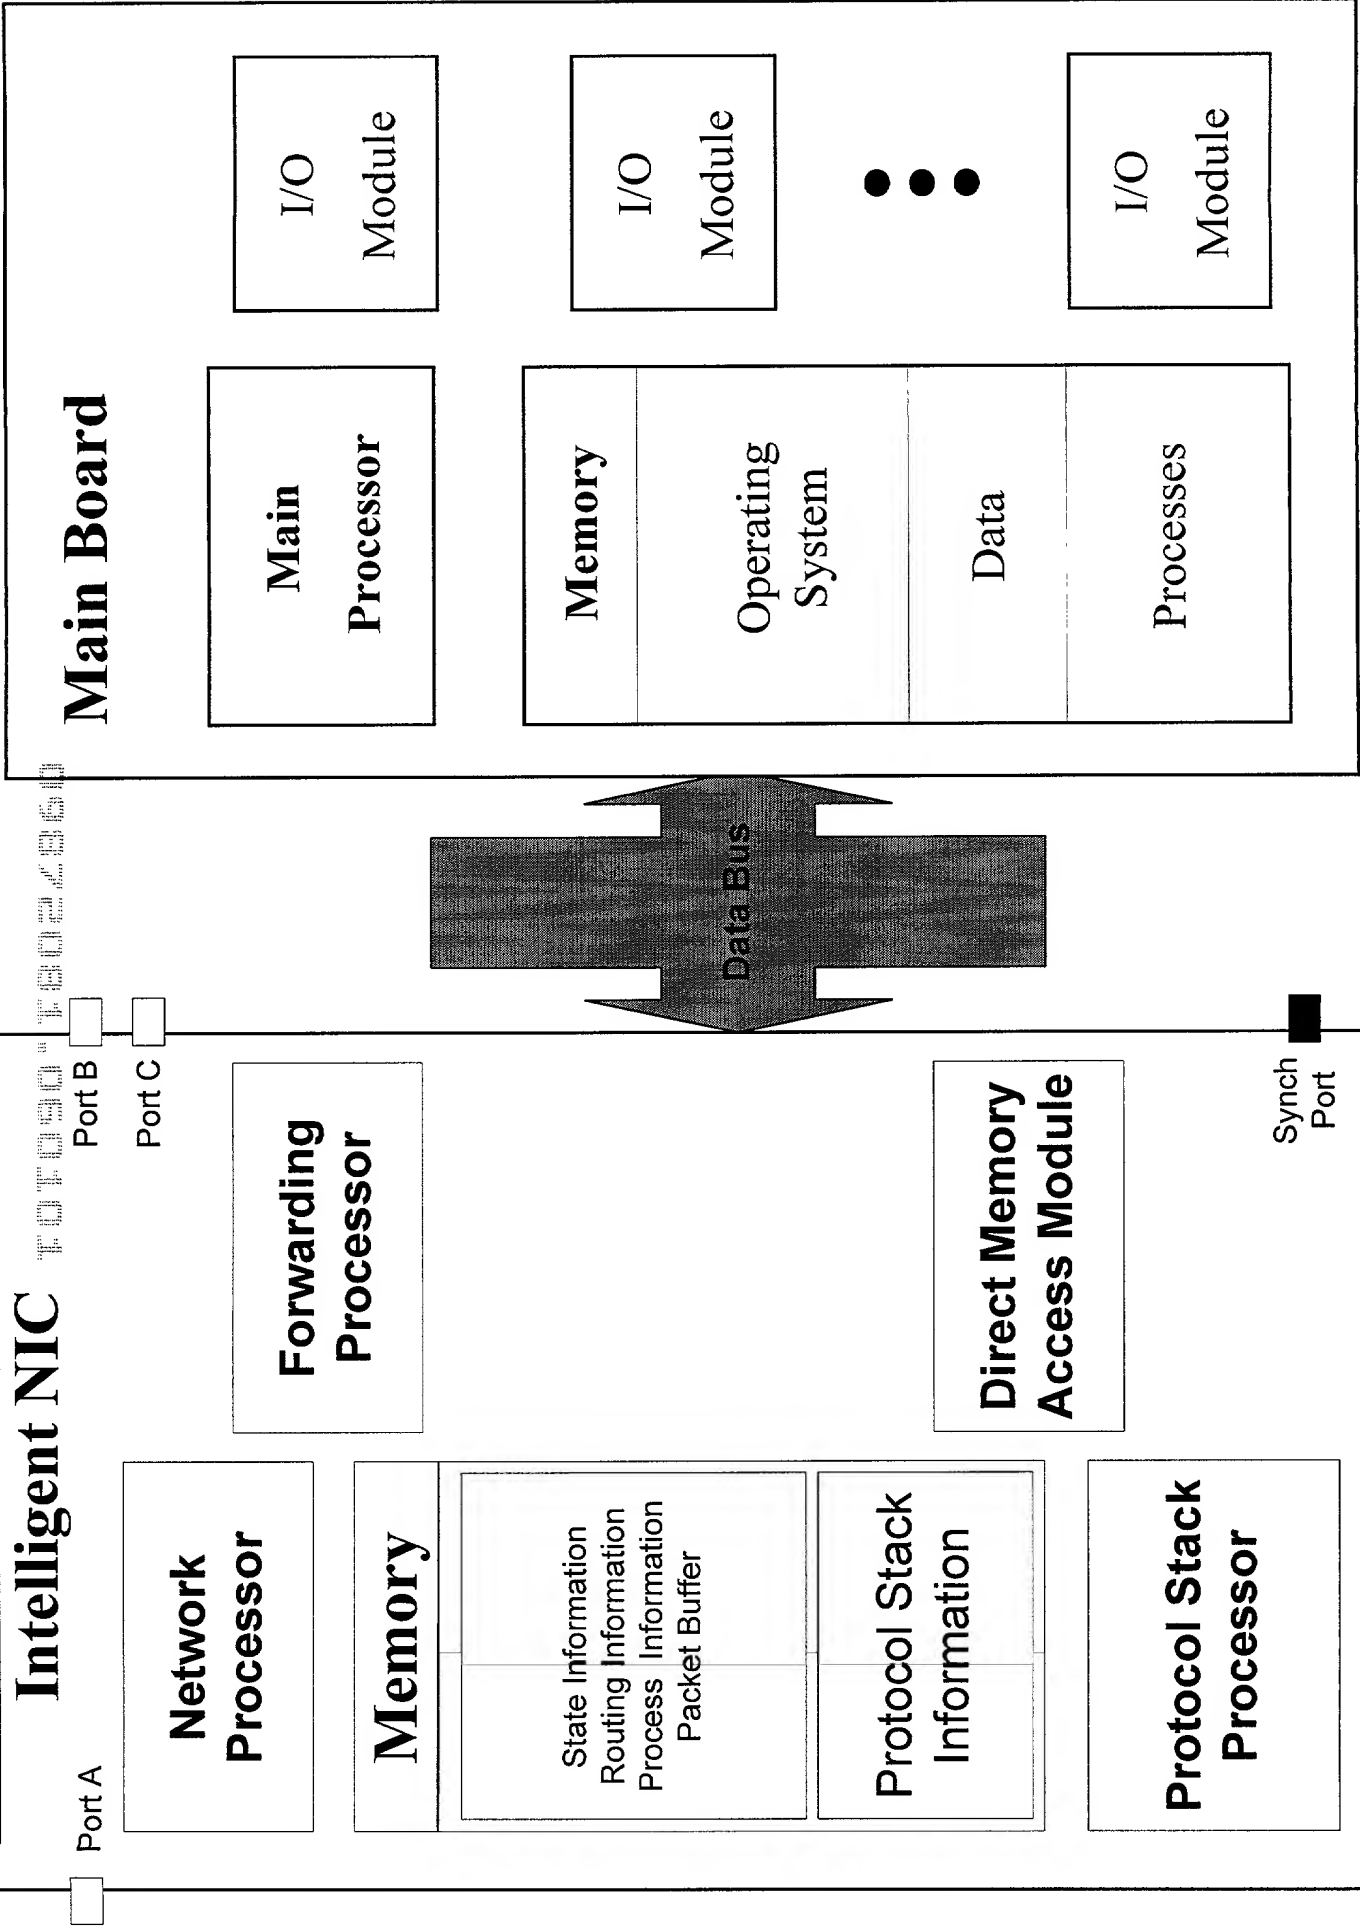 Intelligent NIC
Port A
Port B
Port C
Network
Processor
Forwarding
Processor
Memory
State Information
Routing Information
Process Information
Packet Buffer
Protocol Stack
Information
Direct Memory
Access Module
Protocol Stack
Processor
Synch
Port
Data Bus
Main Board
Main
Processor
I/O
Module
Memory
Operating
System
Data
Processes
I/O
Module
I/O
Module